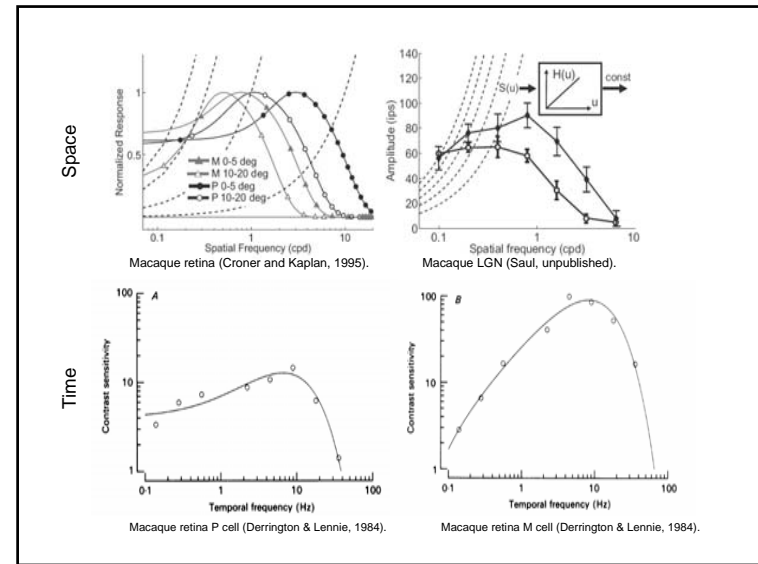 Space
Normalized Response
1
0.5
M 0-5 deg
M 10-20 deg
P 0-5 deg
P 10-20 deg
0.1
1
10
Spatial Frequency (cpd)
Macaque retina (Croner and Kaplan, 1995).
Amplitude (ips)
140
120
100
80
60
40
20
0
S(u)
H(u)
u
const
0.1
1
10
Spatial frequency (cpd)
Macaque LGN (Saul, unpublished).
Time
A
Contrast sensitivity
100
10
1
0·1
1
10
100
Temporal frequency (Hz)
Macaque retina P cell (Derrington & Lennie, 1984).
B
Contrast sensitivity
100
10
1
0·1
1
10
100
Temporal frequency (Hz)
Macaque retina M cell (Derrington & Lennie, 1984).